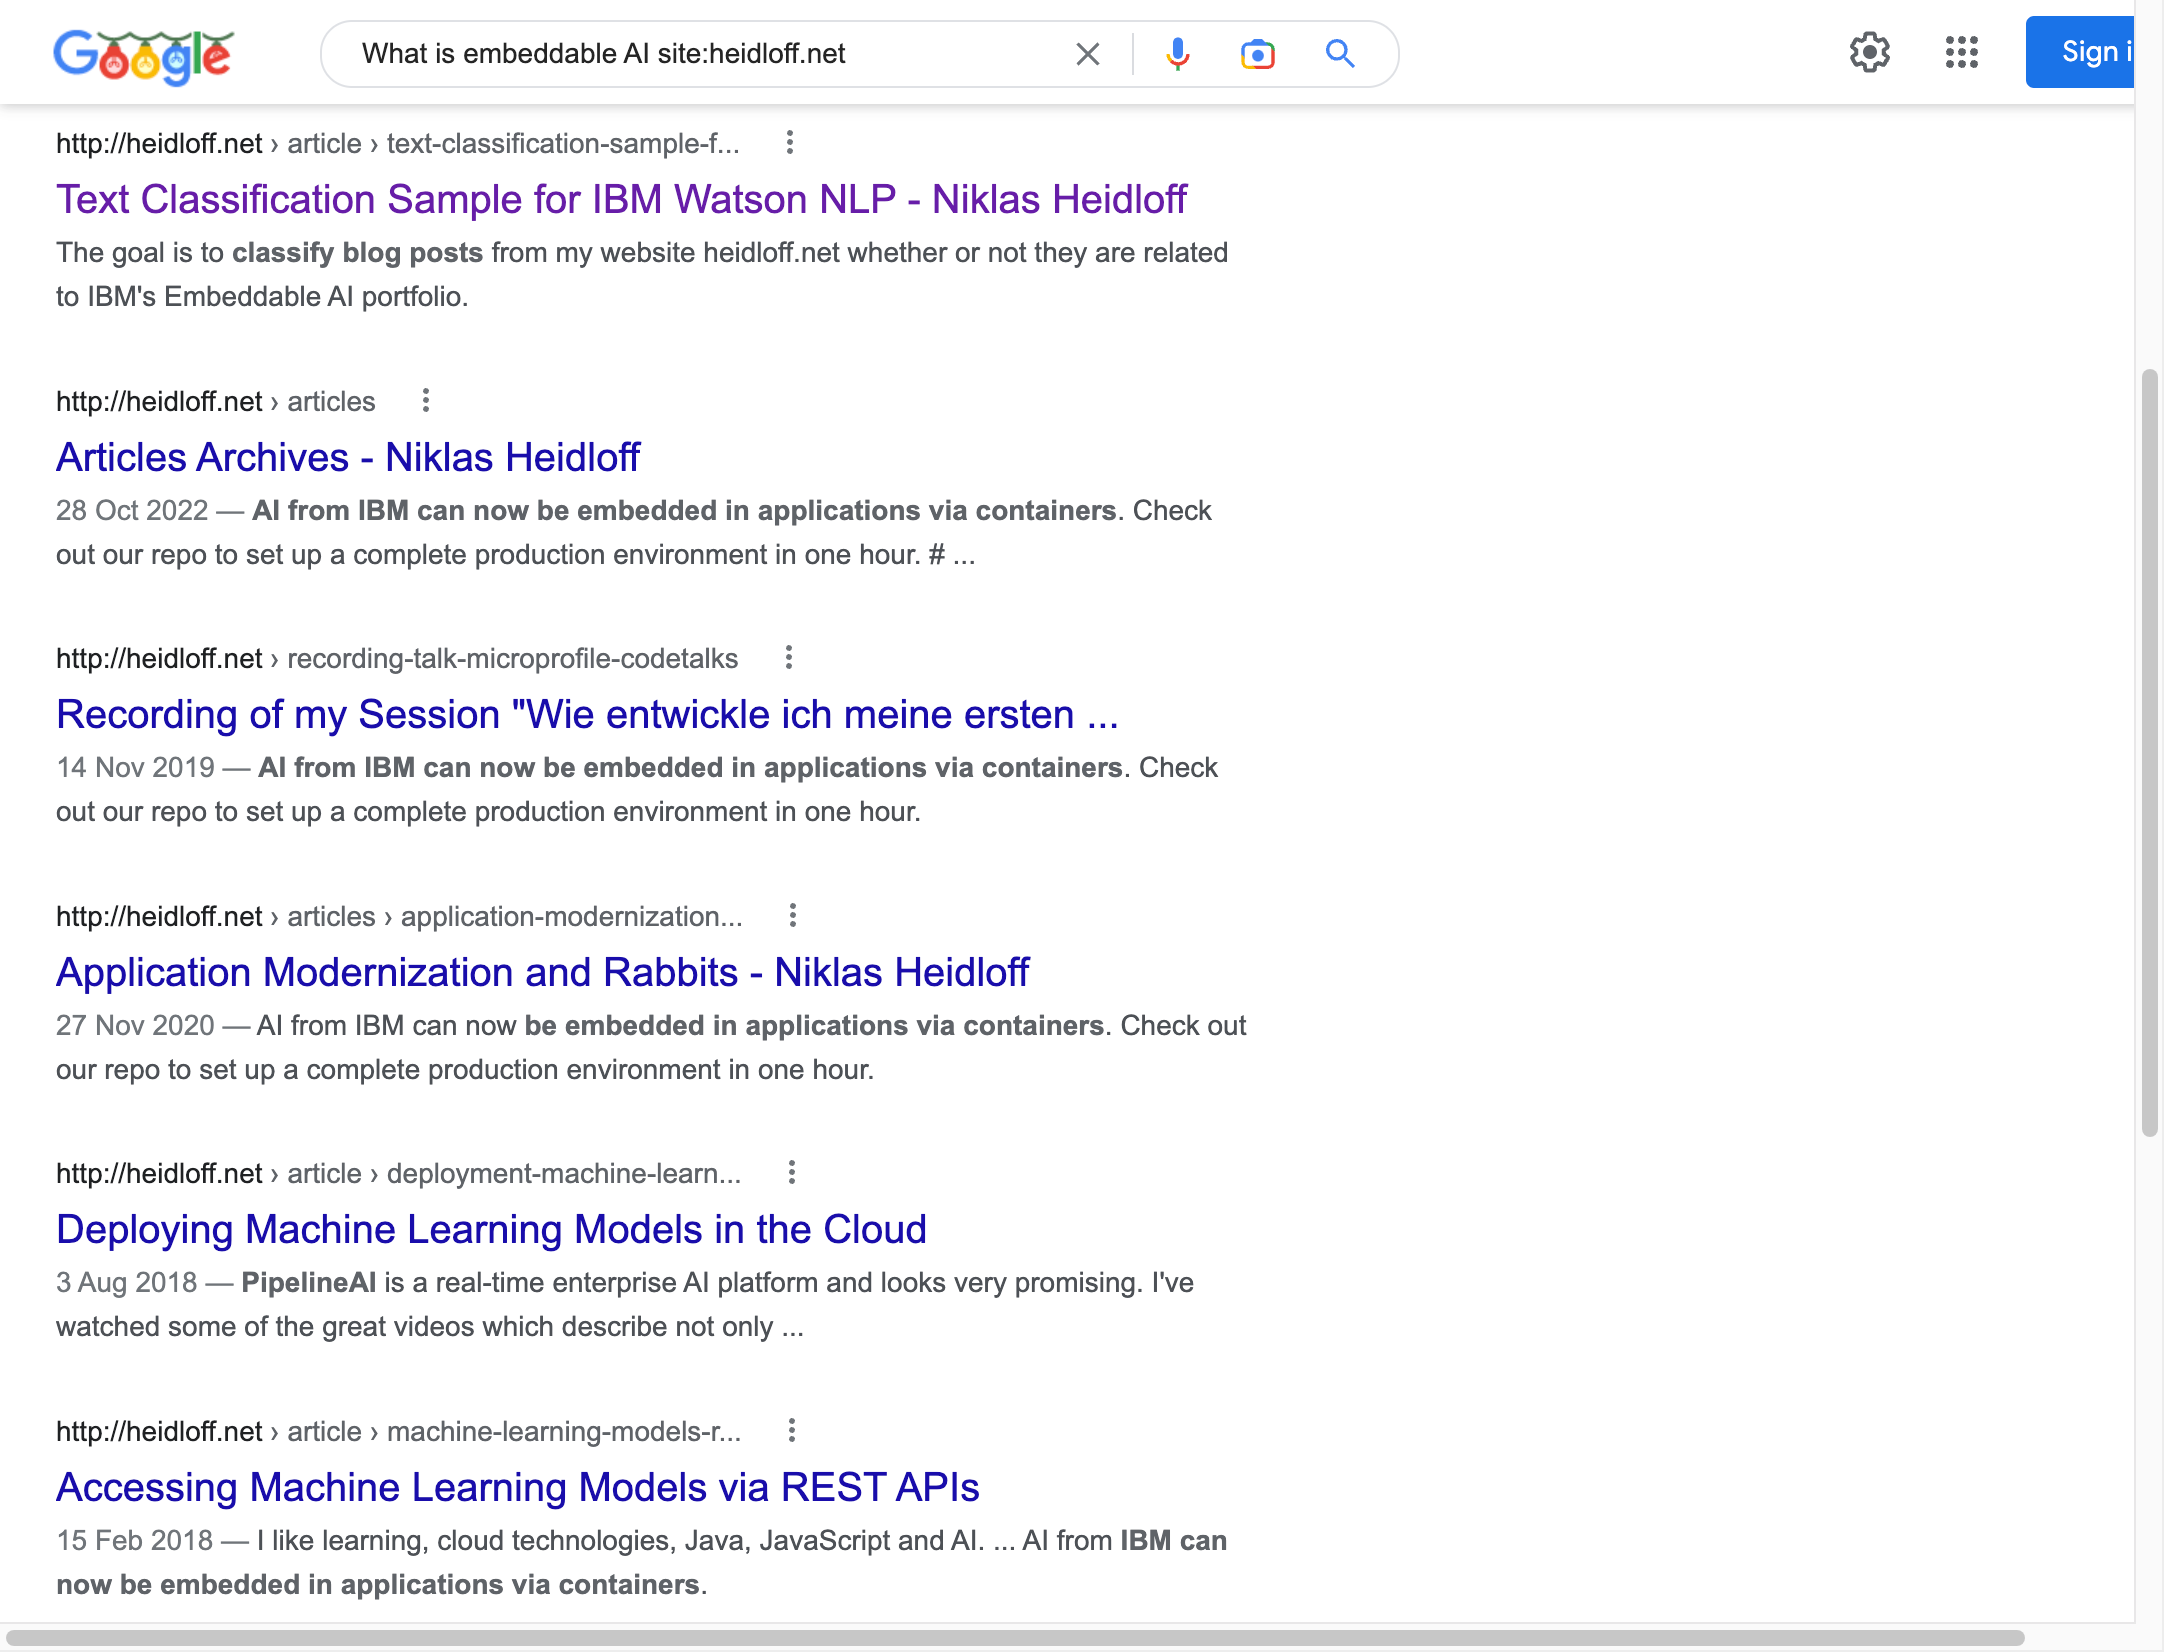 Google
What is embeddable AI site:heidloff.net
Sign i
http://heidloff.net › article › text-classification-sample-f...
Text Classification Sample for IBM Watson NLP - Niklas Heidloff
The goal is to classify blog posts from my website heidloff.net whether or not they are related
to IBM's Embeddable AI portfolio.
http://heidloff.net › articles
Articles Archives - Niklas Heidloff
28 Oct 2022 — AI from IBM can now be embedded in applications via containers. Check
out our repo to set up a complete production environment in one hour. # ...
http://heidloff.net › recording-talk-microprofile-codetalks
Recording of my Session "Wie entwickle ich meine ersten ...
14 Nov 2019 — AI from IBM can now be embedded in applications via containers. Check
out our repo to set up a complete production environment in one hour.
http://heidloff.net › articles › application-modernization...
Application Modernization and Rabbits - Niklas Heidloff
27 Nov 2020 — AI from IBM can now be embedded in applications via containers. Check out
our repo to set up a complete production environment in one hour.
http://heidloff.net › article › deployment-machine-learn...
Deploying Machine Learning Models in the Cloud
3 Aug 2018 — PipelineAI is a real-time enterprise AI platform and looks very promising. I've
watched some of the great videos which describe not only ...
http://heidloff.net › article › machine-learning-models-r...
Accessing Machine Learning Models via REST APIs
15 Feb 2018 — I like learning, cloud technologies, Java, JavaScript and AI. ... AI from IBM can
now be embedded in applications via containers.